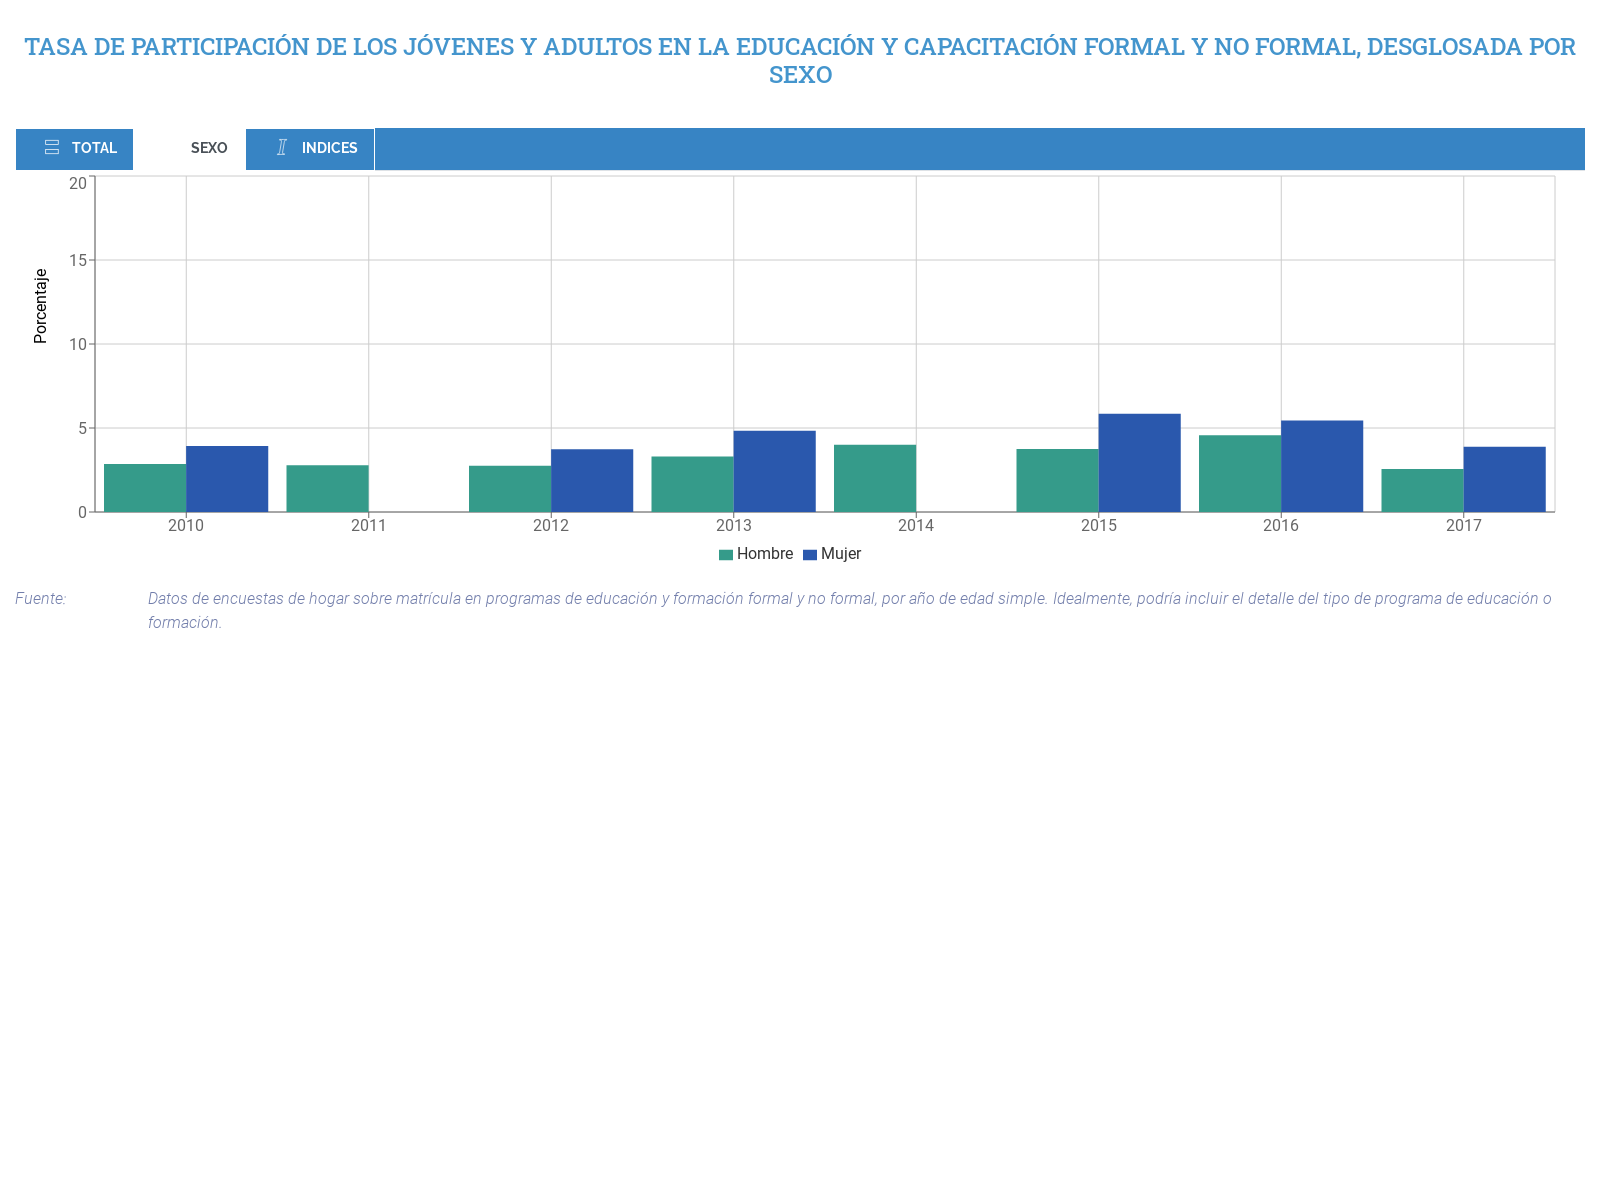 TASA DE PARTICIPACIÓN DE LOS JÓVENES Y ADULTOS EN LA EDUCACIÓN Y CAPACITACIÓN FORMAL Y NO FORMAL, DESGLOSADA POR
SEXO
TOTAL SEXO INDICES
Porcentaje
20
15
10
5
0
2010 2011 2012 2013 2014 2015 2016 2017
Hombre Mujer
Fuente: Datos de encuestas de hogar sobre matrícula en programas de educación y formación formal y no formal, por año de edad simple. Idealmente, podría incluir el detalle del tipo de programa de educación o
formación.